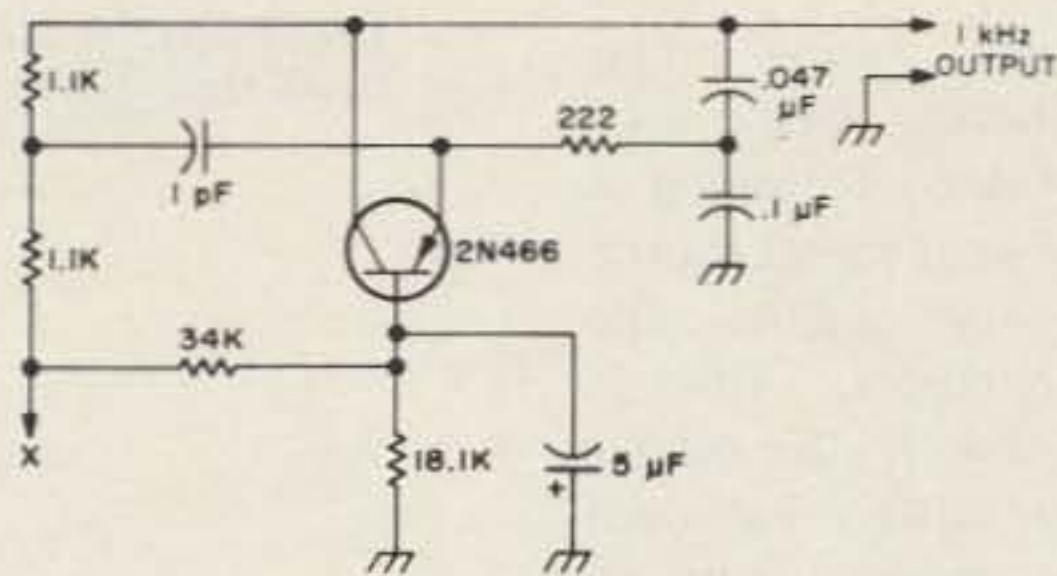 1 kHz
OUTPUT
1.1K
.047
µF
222
.1 pF
.1 µF
1.1K
2N466
34K
X
18.1K
5 µF
+